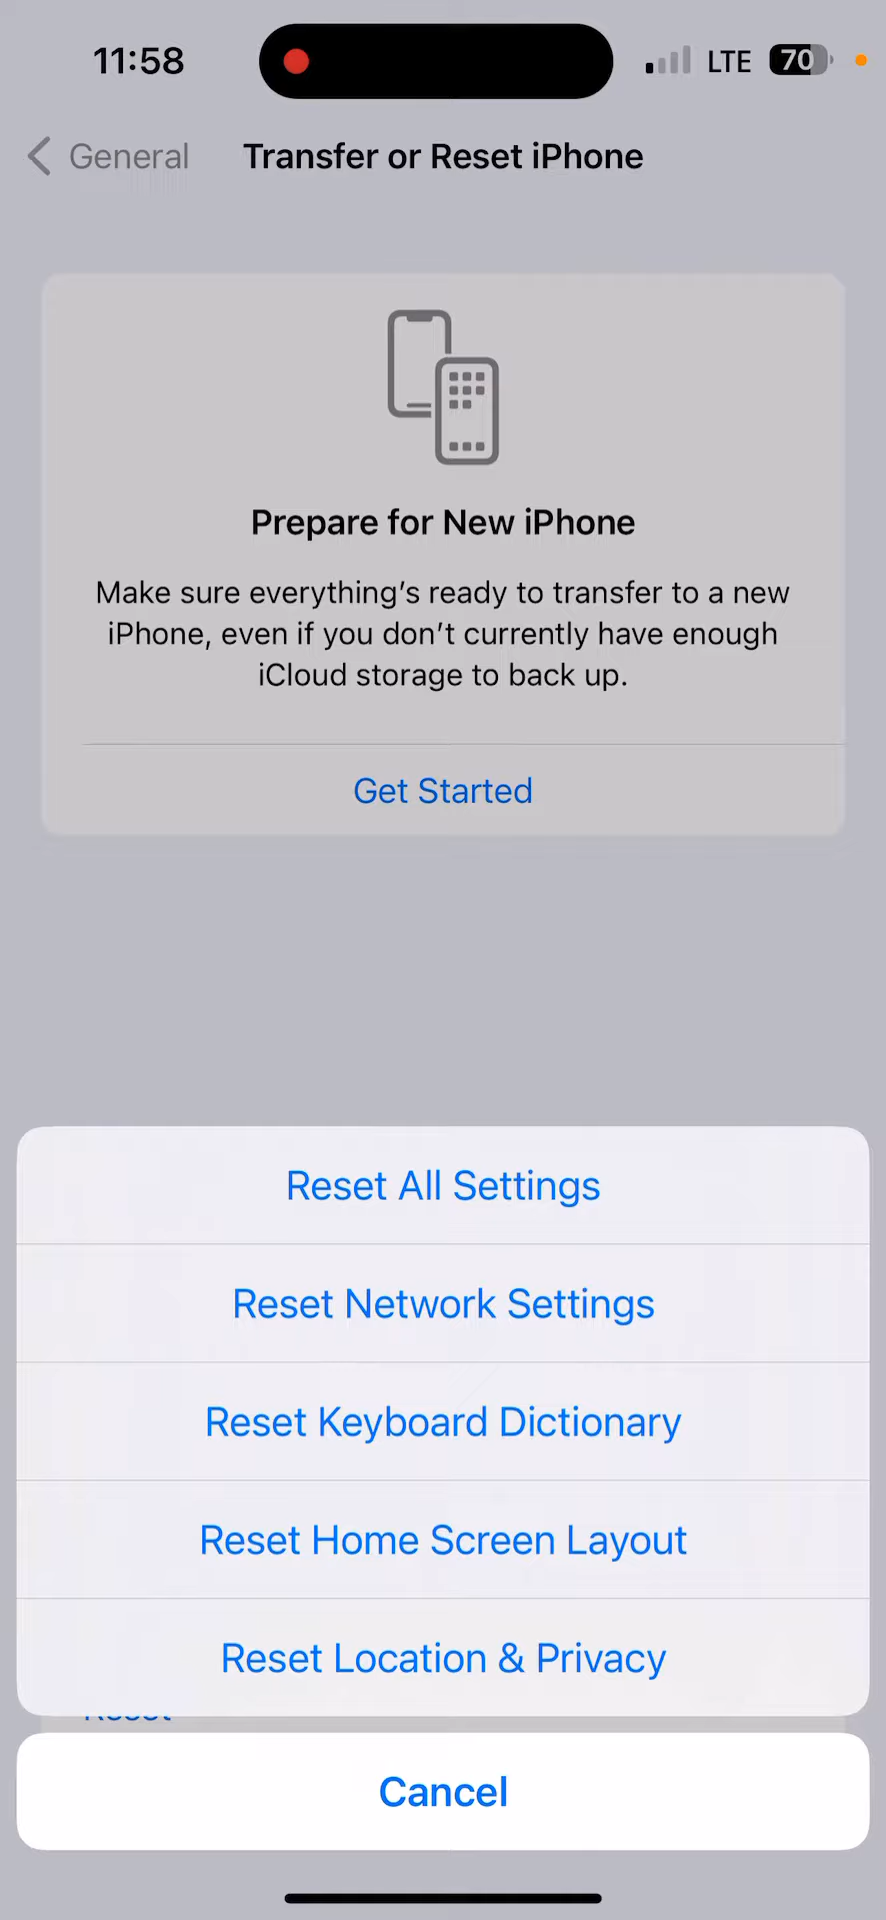 11:58
LTE
70
General
Transfer or Reset iPhone
Prepare for New iPhone
Make sure everything's ready to transfer to a new
iPhone, even if you don't currently have enough
iCloud storage to back up.
Get Started
Reset All Settings
Reset Network Settings
Reset Keyboard Dictionary
Reset Home Screen Layout
Reset Location & Privacy
Reset
Cancel